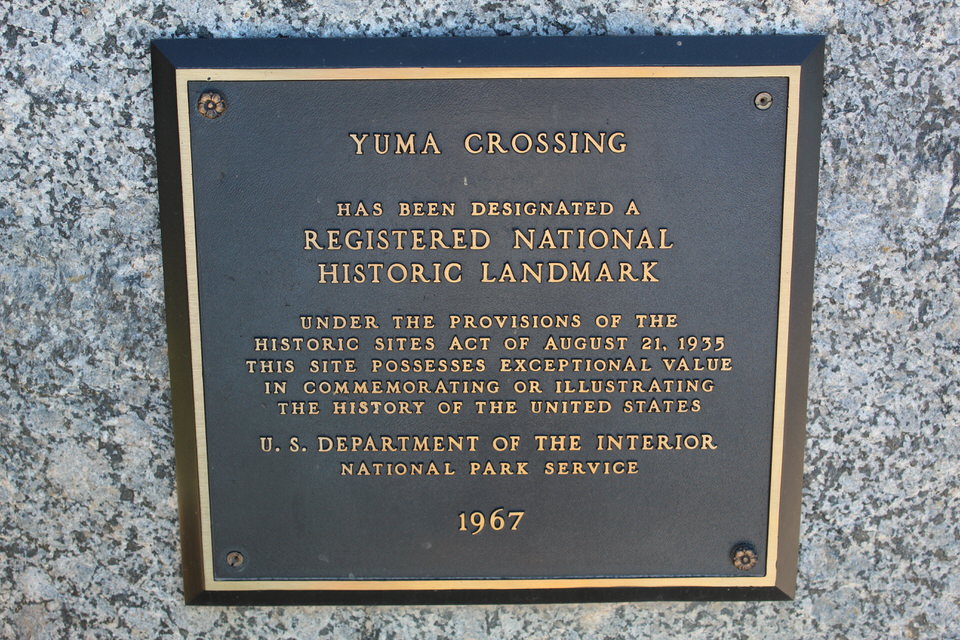 YUMA CROSSING
HAS BEEN DESIGNATED A
REGISTERED NATIONAL
HISTORIC LANDMARK
UNDER THE PROVISIONS OF THE
HISTORIC SITES ACT OF AUGUST 21, 1935
THIS SITE POSSESSES EXCEPTIONAL VALUE
IN COMMEMORATING OR ILLUSTRATING
THE HISTORY OF THE UNITED STATES
U. S. DEPARTMENT OF THE INTERIOR
NATIONAL PARK SERVICE
1967